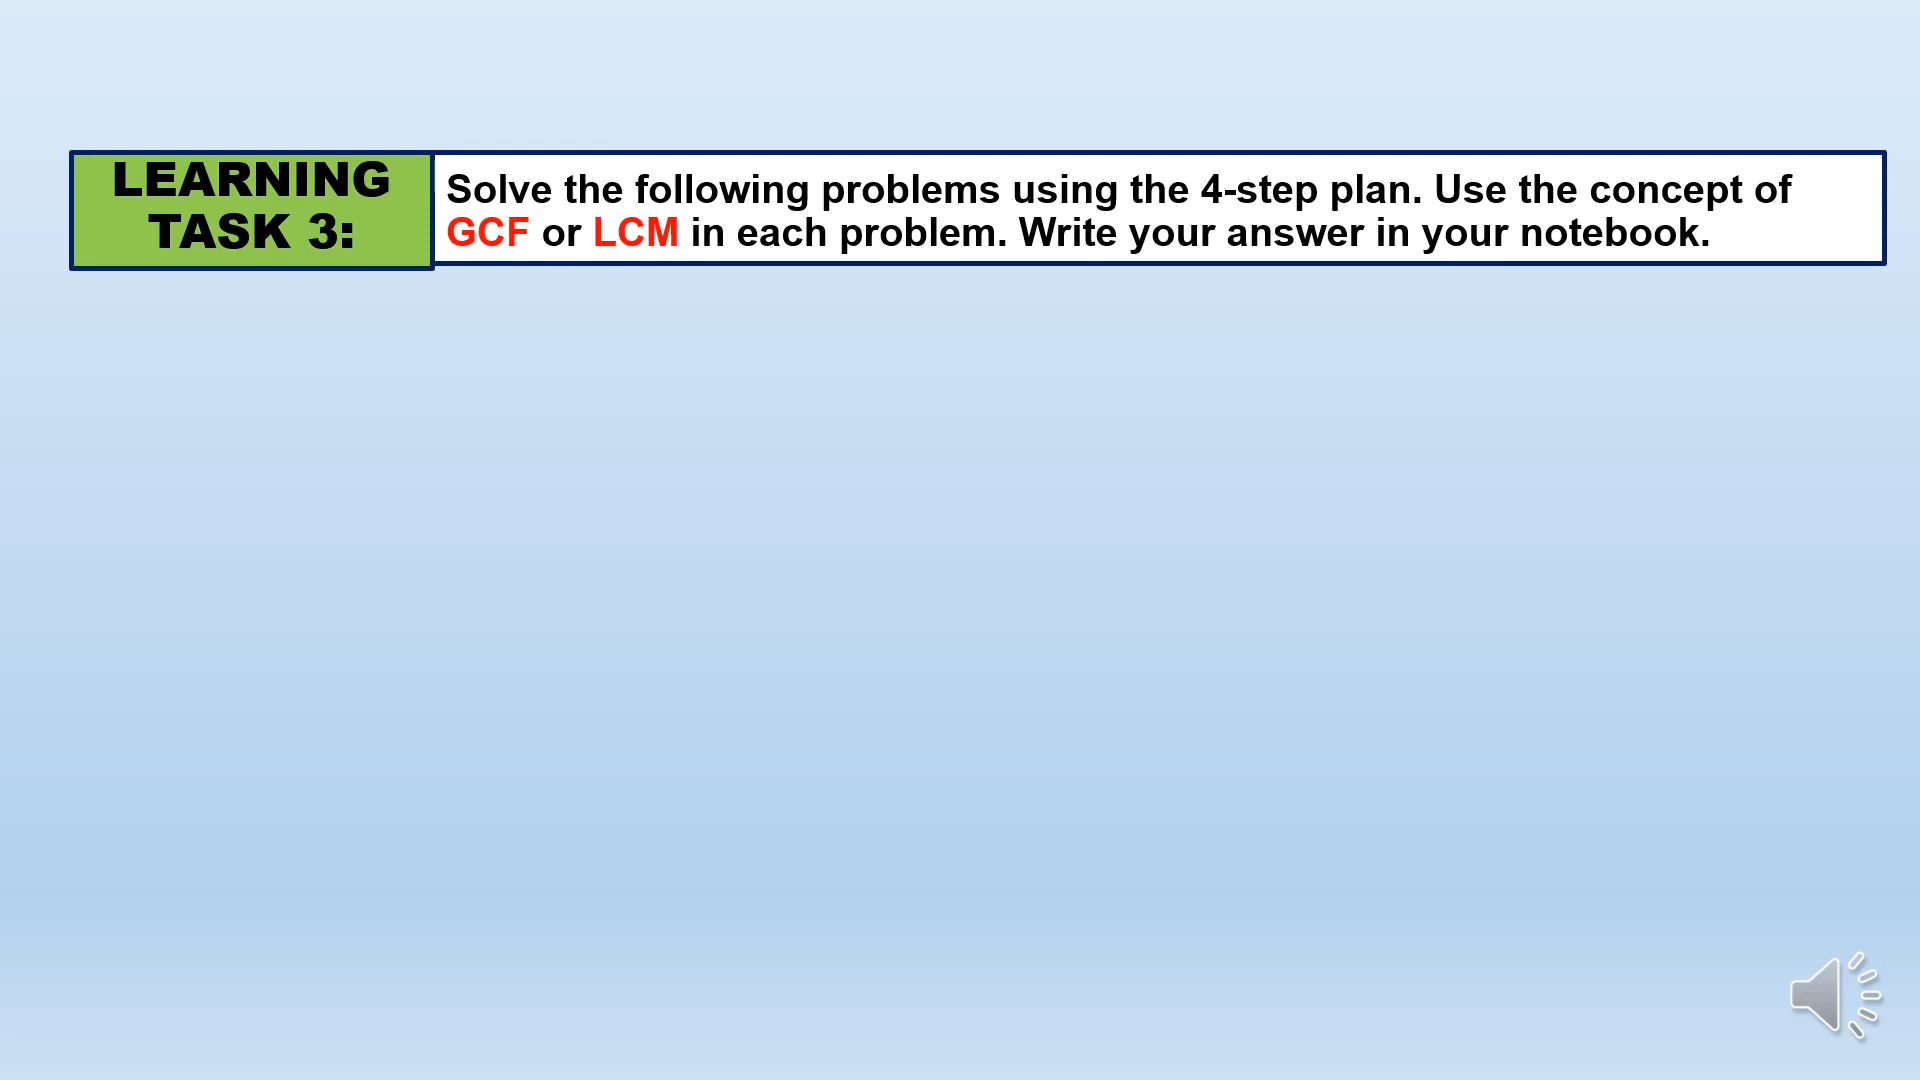 LEARNING
TASK 3:
Solve the following problems using the 4-step plan. Use the concept of
GCF or LCM in each problem. Write your answer in your notebook.